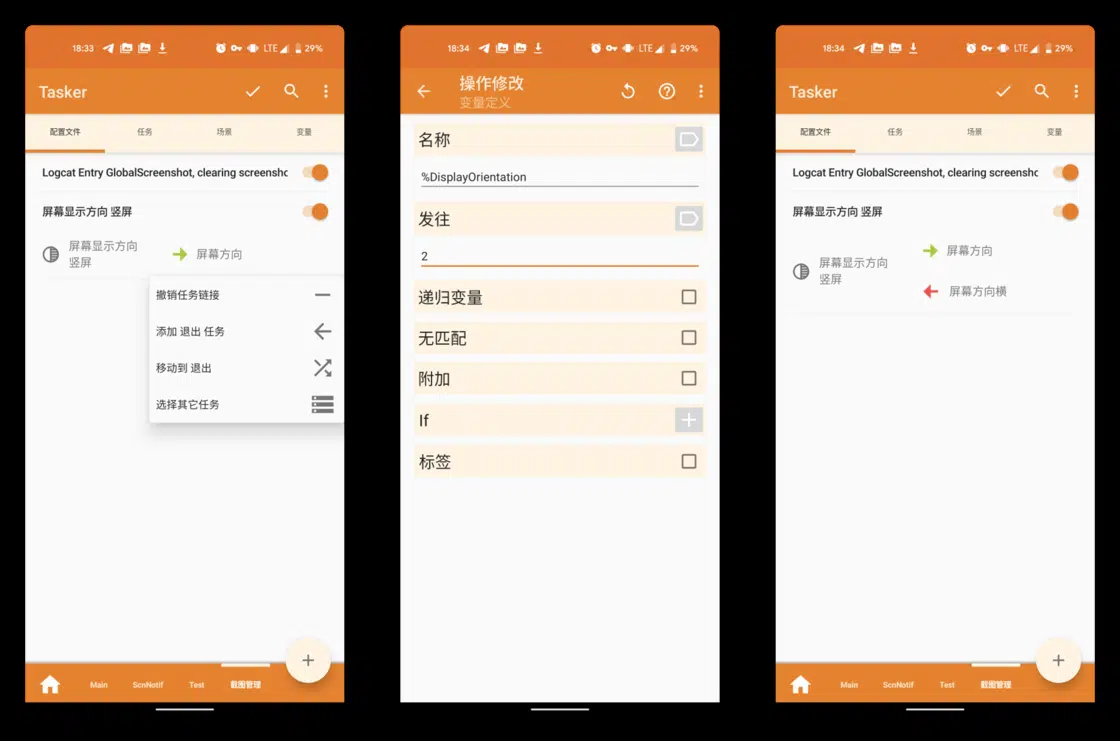 18:33
LTE
29%
Tasker
配置文件
任务
场景
变量
Logcat Entry GlobalScreenshot, clearing screensho
屏幕显示方向 竖屏
屏幕显示方向
竖屏
屏幕方向
撤销任务链接
添加 退出 任务
移动到 退出
选择其它任务
Main
ScnNotif
Test
截图管理
18:34
LTE
29%
操作修改
变量定义
名称
%DisplayOrientation
发往
2
递归变量
无匹配
附加
If
标签
18:34
LTE
29%
Tasker
配置文件
任务
场景
变量
Logcat Entry GlobalScreenshot, clearing screensho
屏幕显示方向 竖屏
屏幕显示方向
竖屏
屏幕方向
屏幕方向横
Main
ScnNotif
Test
截图管理